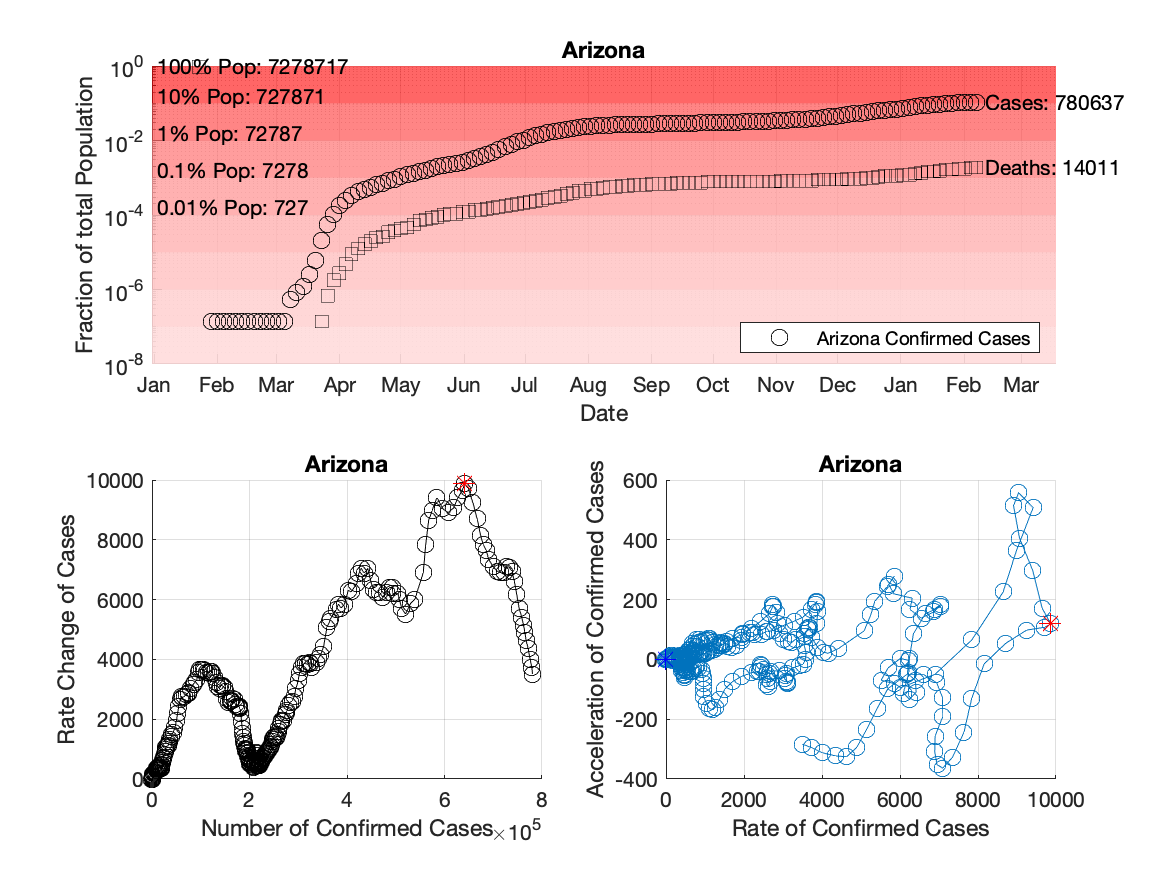 Arizona
10^0
10^-2
10^-4
10^-6
10^-8
Fraction of total Population
100% Pop: 7278717
10% Pop: 727871
1% Pop: 72787
0.1% Pop: 7278
0.01% Pop: 727
Cases: 780637
Deaths: 14011
Arizona Confirmed Cases
Jan Feb Mar Apr May Jun Jul Aug Sep Oct Nov Dec Jan Feb Mar
Date
Arizona
10000
8000
6000
4000
2000
0
Rate Change of Cases
0 2 4 6 8
Number of Confirmed Cases ×10^5
Arizona
600
400
200
0
-200
-400
Acceleration of Confirmed Cases
0 2000 4000 6000 8000 10000
Rate of Confirmed Cases